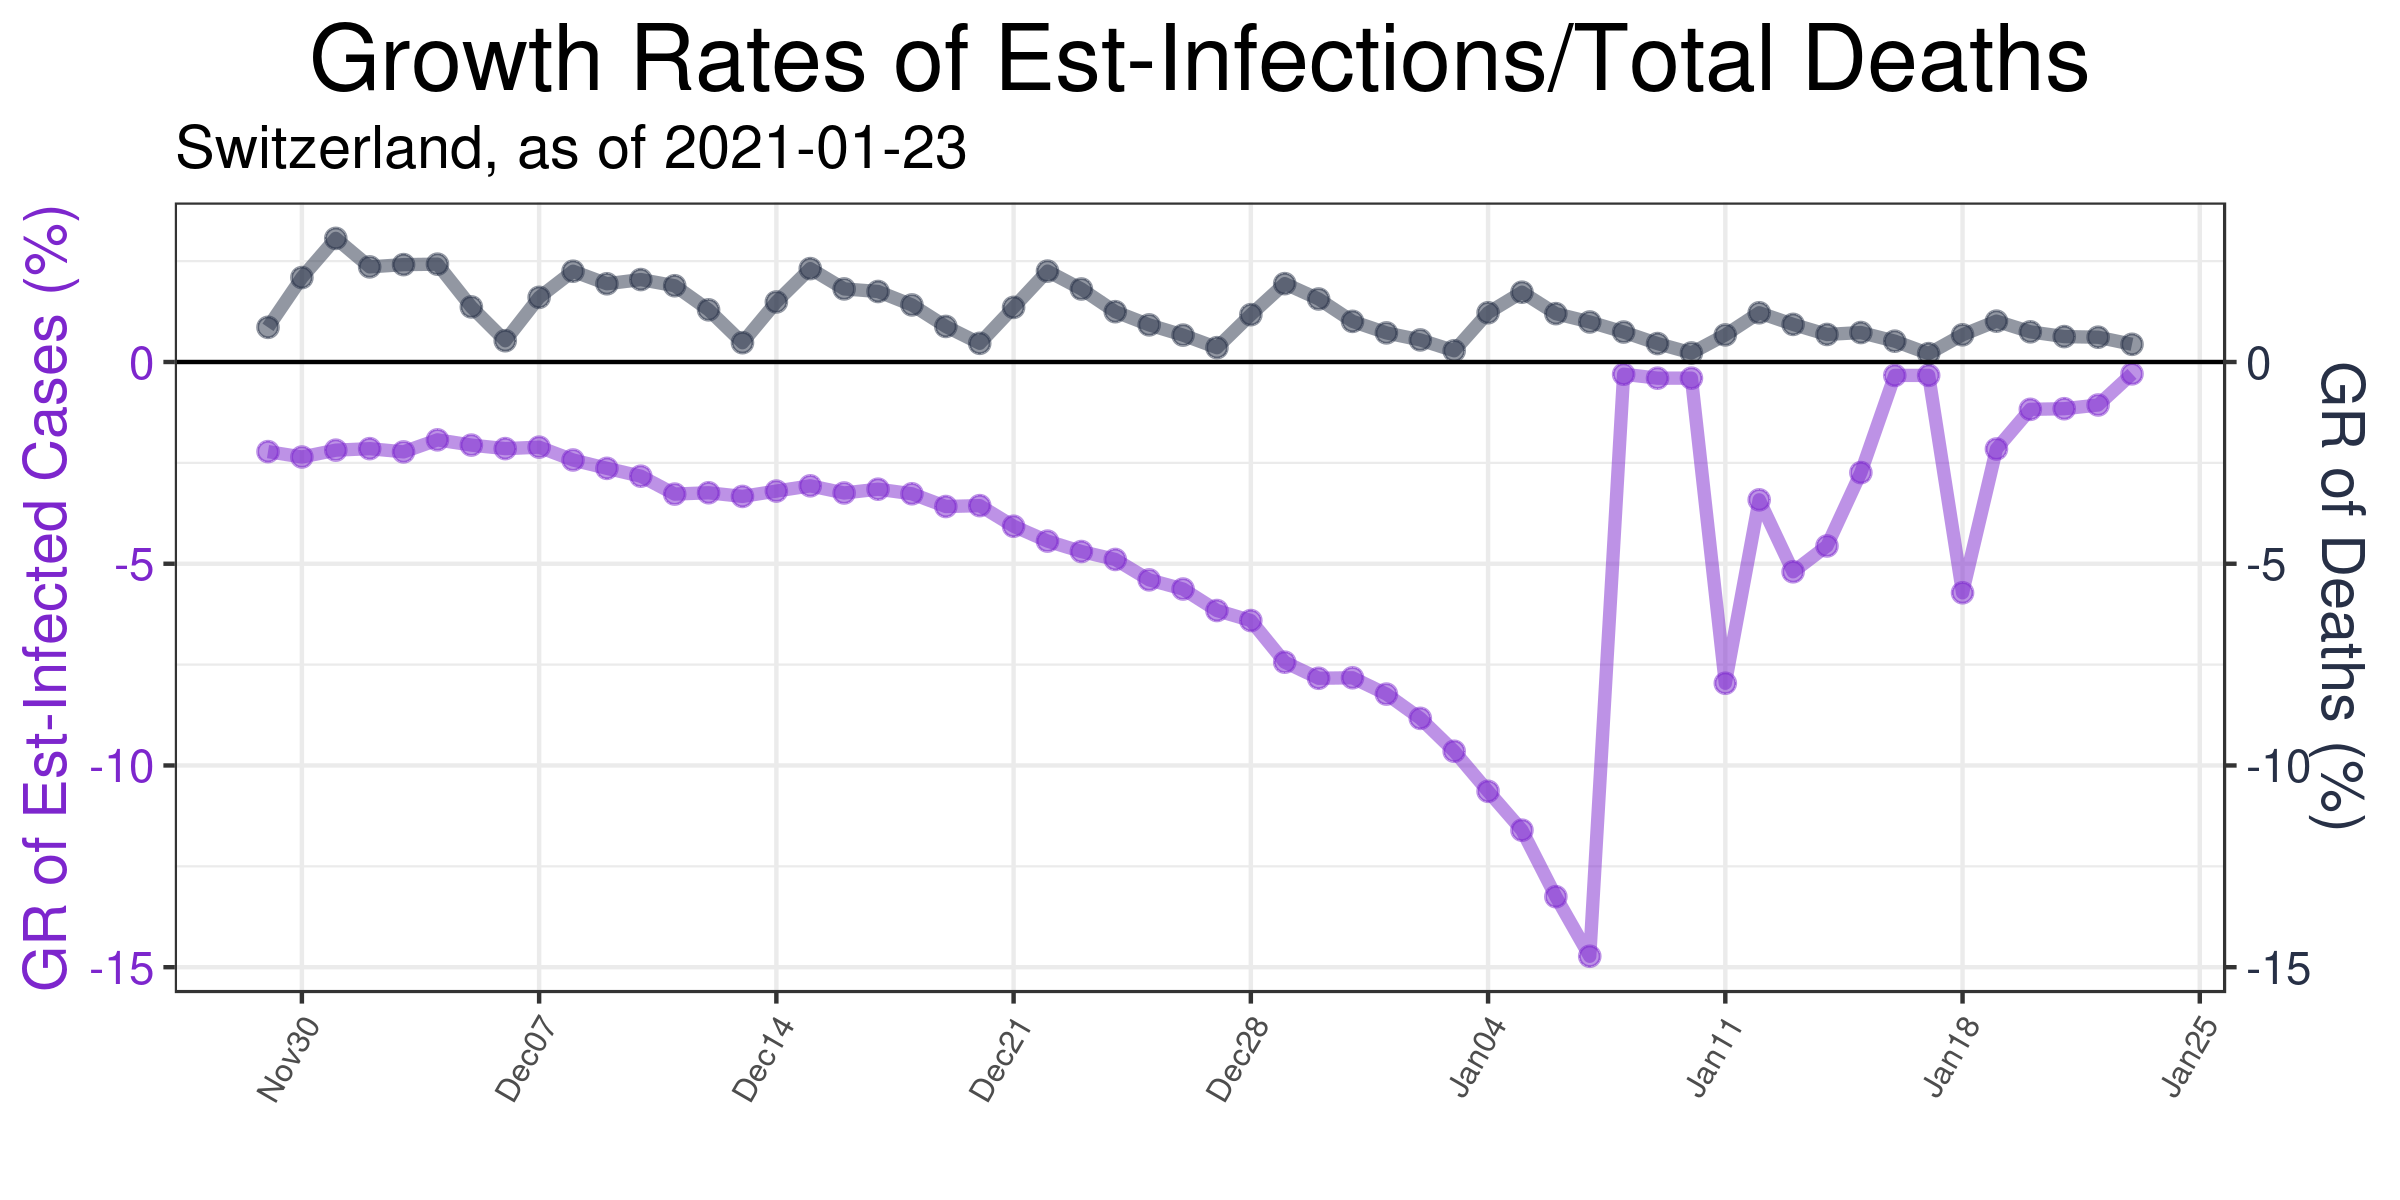 Growth Rates of Est-Infections/Total Deaths
Switzerland, as of 2021-01-23
GR of Est-Infected Cases (%)
0
-5
-10
-15
0
-5
-10
-15
GR of Deaths (%)
Nov30
Dec07
Dec14
Dec21
Dec28
Jan04
Jan11
Jan18
Jan25